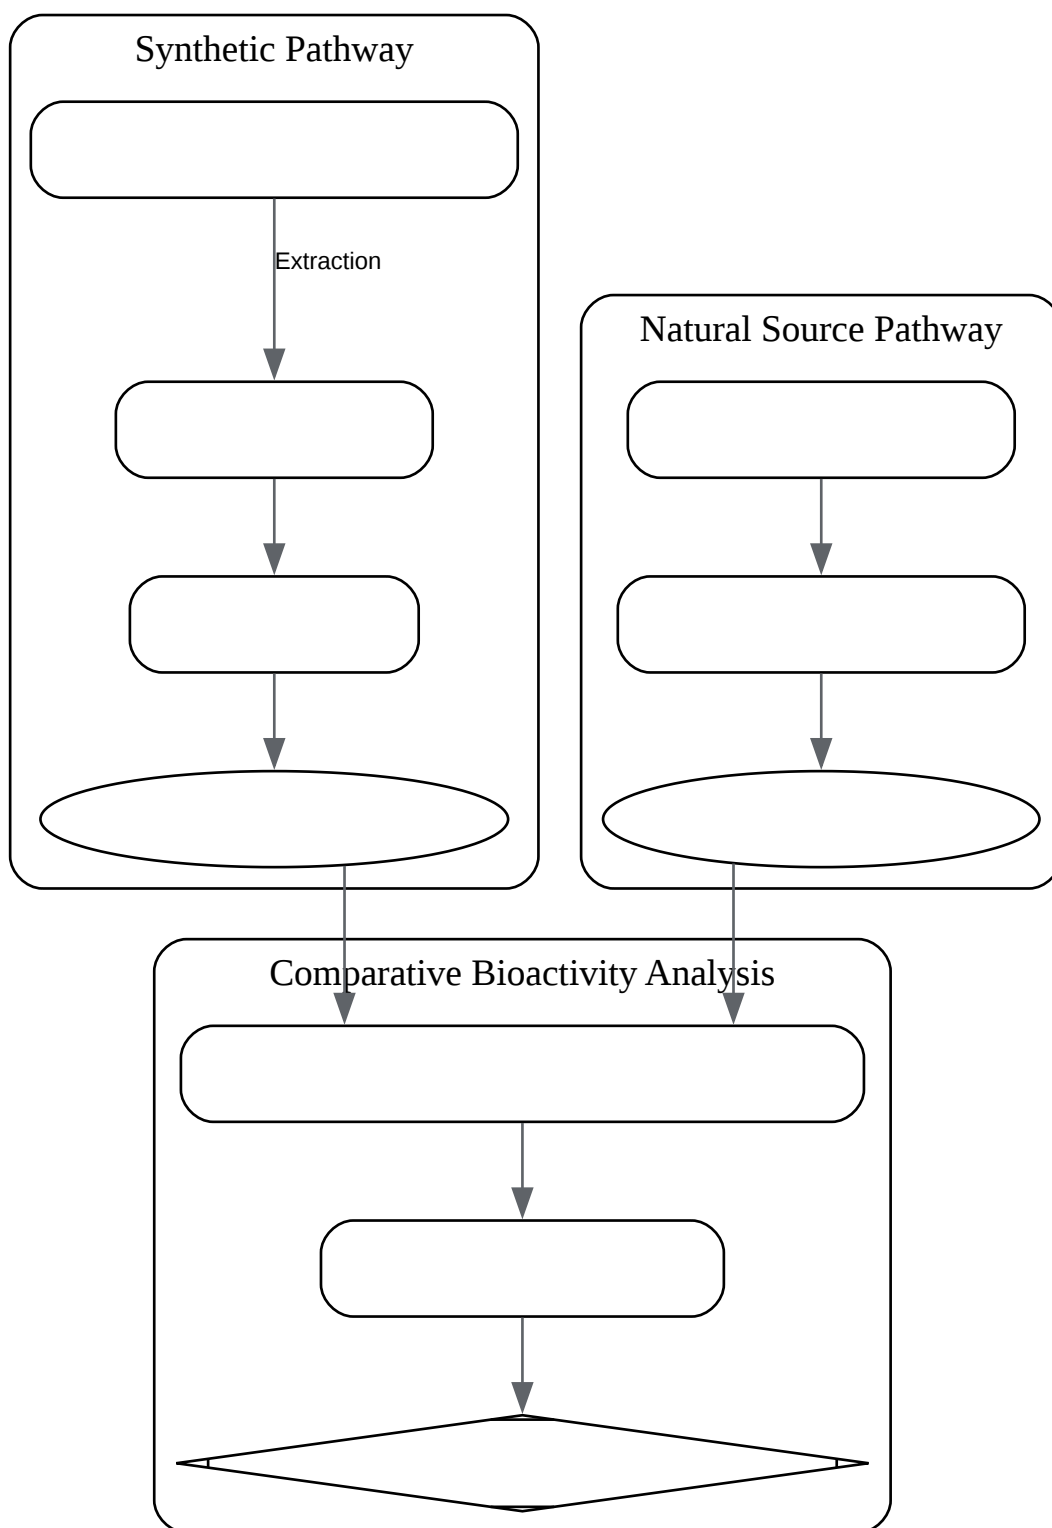 Synthetic Pathway
Extraction
Natural Source Pathway
Comparative Bioactivity Analysis